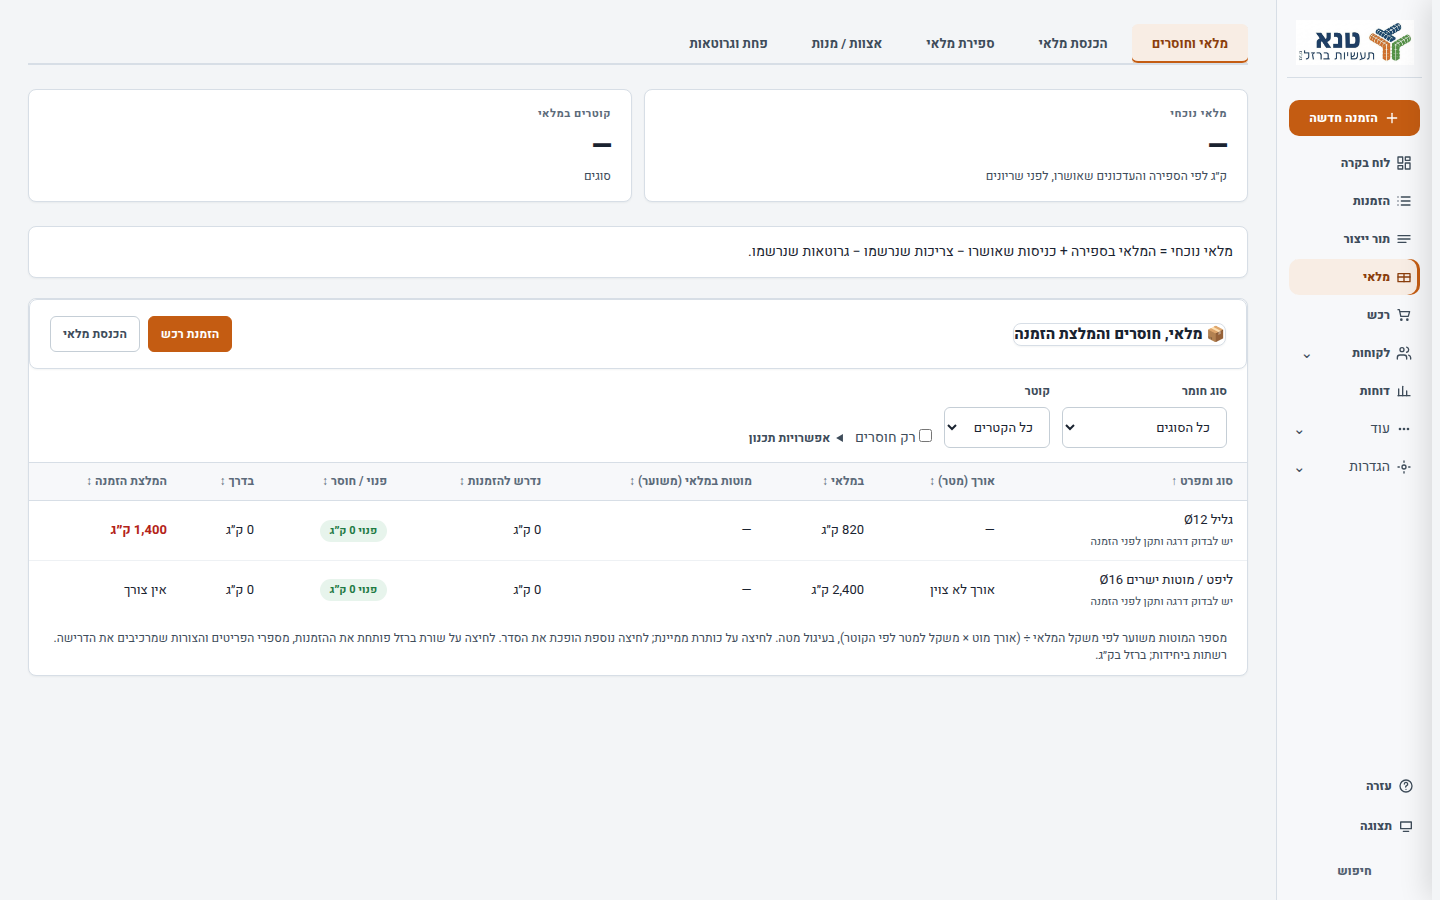 טנא
תעשיות ברזל
הזמנה חדשה
לוח בקרה
הזמנות
תור ייצור
מלאי
רכש
לקוחות
דוחות
עוד
הגדרות
עזרה
תצוגה
חיפוש
מלאי וחוסרים
הכנסת מלאי
ספירת מלאי
אצוות / מנות
פחת וגרוטאות
מלאי נוכחי
—
ק"ג לפי הספירה והעדכונים שאושרו, לפני שריונים
קוטרים במלאי
—
סוגים
מלאי נוכחי = המלאי בספירה + כניסות שאושרו − צריכות שנרשמו − גרוטאות שנרשמו.
📦 מלאי, חוסרים והמלצת הזמנה
הזמנת רכש
הכנסת מלאי
סוג חומר
כל הסוגים
קוטר
כל הקטרים
רק חוסרים
◀ אפשרויות תכנון
סוג ומפרט ↑ אורך (מטר) ↕ במלאי ↕ מוטות במלאי (משוער) ↕ נדרש להזמנות ↕ פנוי / חוסר ↕ בדרך ↕ המלצת הזמנה ↕
גליל Ø12 — 820 ק"ג — 0 ק"ג פנוי 0 ק"ג 0 ק"ג 1,400 ק"ג
יש לבדוק דרגה ותקן לפני הזמנה
ליפט / מוטות ישרים Ø16 אורך לא צוין 2,400 ק"ג — 0 ק"ג פנוי 0 ק"ג 0 ק"ג אין צורך
יש לבדוק דרגה ותקן לפני הזמנה
מספר המוטות משוער לפי משקל המלאי ÷ (אורך מוט × משקל למטר לפי הקוטר), בעיגול מטה. לחיצה על כותרת ממיינת; לחיצה נוספת הופכת את הסדר. לחיצה על שורת ברזל פותחת את ההזמנות, מספרי הפריטים והצורות שמרכיבים את הדרישה.
רשתות ביחידות; ברזל בק"ג.